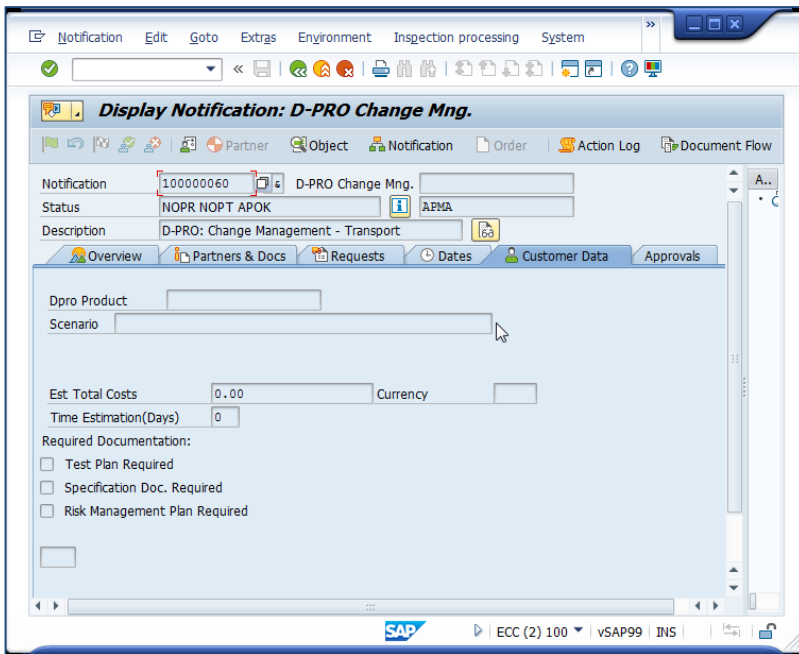 »
Notification Edit Goto Extras Environment Inspection processing System
Display Notification: D-PRO Change Mng.
Partner Object Notification Order Action Log Document Flow
Notification 100000060 D-PRO Change Mng.
A..
Status NOPR NOPT APOK APMA
Description D-PRO: Change Management - Transport
Overview Partners & Docs Requests Dates Customer Data Approvals
Dpro Product
Scenario
Est Total Costs 0.00 Currency
Time Estimation(Days) 0
Required Documentation:
Test Plan Required
Specification Doc. Required
Risk Management Plan Required
SAP ECC (2) 100 vSAP99 INS